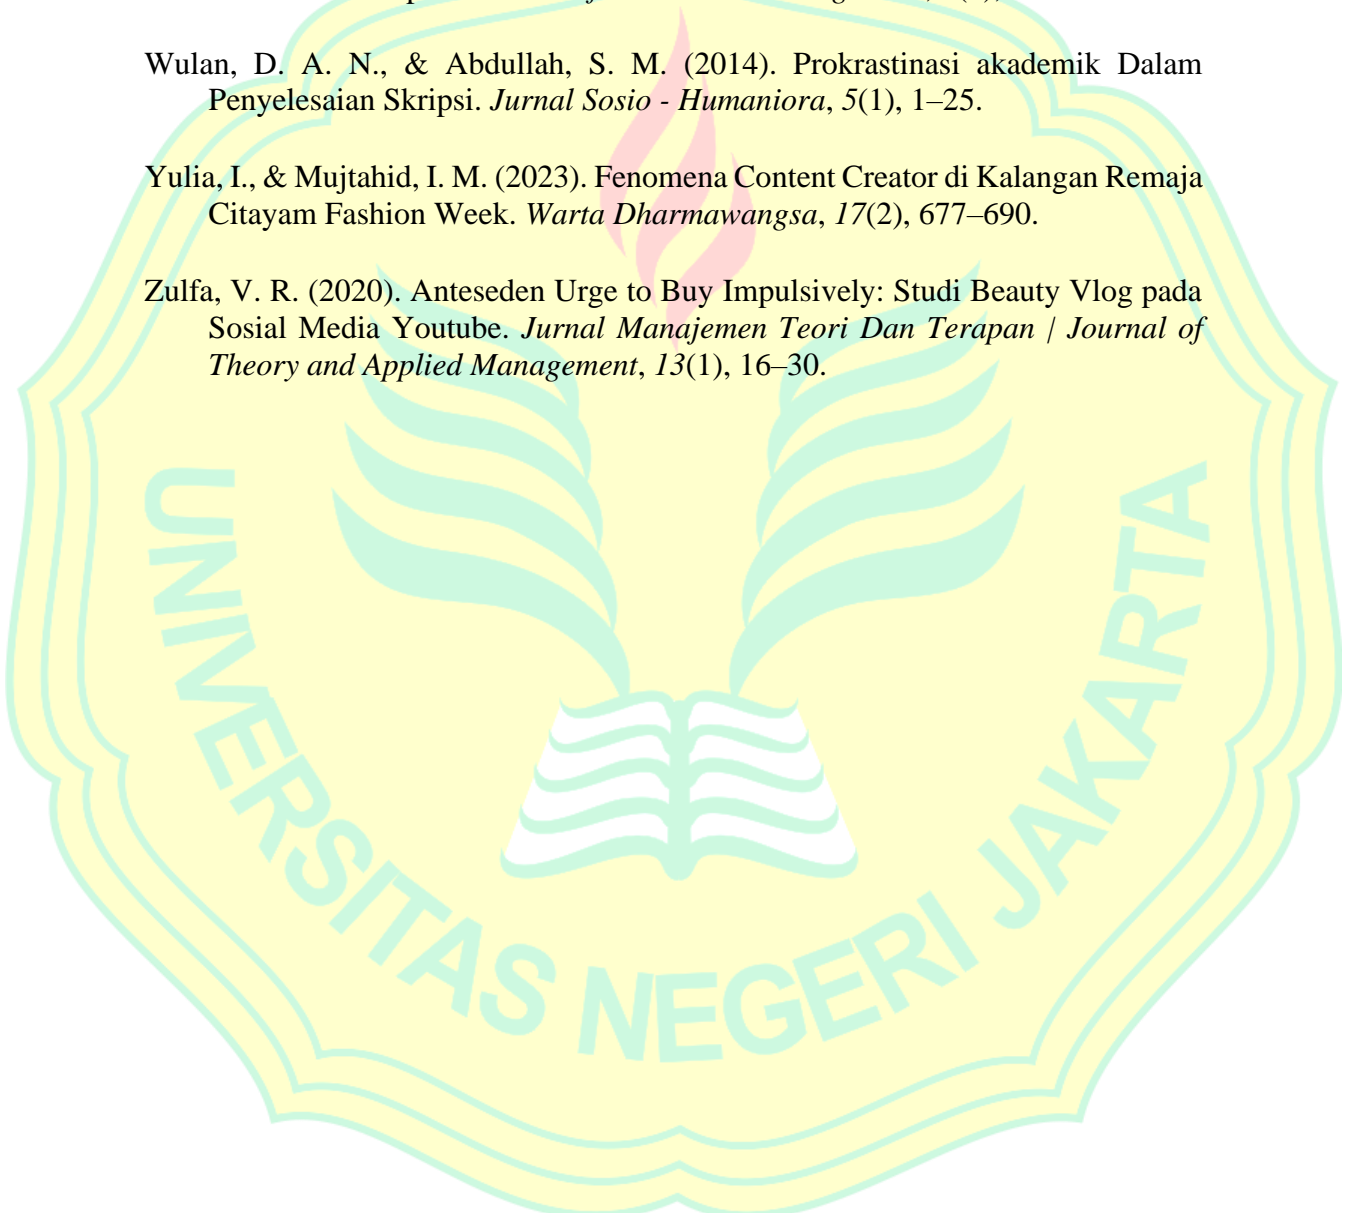 Wulan, D. A. N., & Abdullah, S. M. (2014). Prokrastinasi akademik Dalam
Penyelesaian Skripsi. Jurnal Sosio - Humaniora, 5(1), 1–25.
Yulia, I., & Mujtahid, I. M. (2023). Fenomena Content Creator di Kalangan Remaja
Citayam Fashion Week. Warta Dharmawangsa, 17(2), 677–690.
Zulfa, V. R. (2020). Anteseden Urge to Buy Impulsively: Studi Beauty Vlog pada
Sosial Media Youtube. Jurnal Manajemen Teori Dan Terapan | Journal of
Theory and Applied Management, 13(1), 16–30.
UNIVERSITAS NEGERI JAKARTA